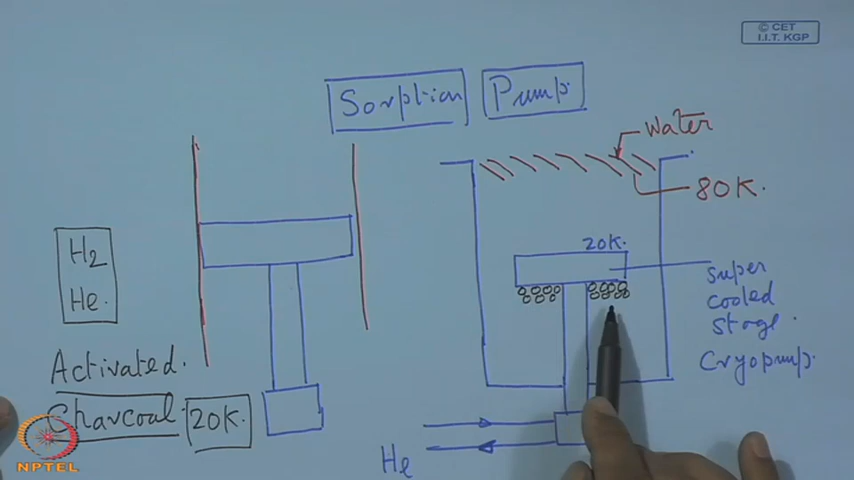 © CET
I.I.T. KGP
Sorption Pump
Water
80K.
H2
He.
20K.
Super
cooled
stage.
Cryopump.
Activated.
Charcoal. 20K.
He
NPTEL